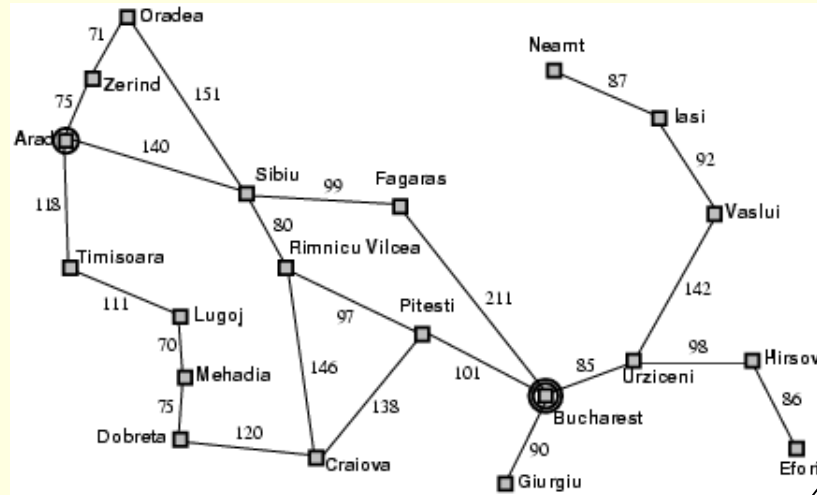 Oradea
71
Neamt
87
Zerind
151
75
Iasi
Arad
140
92
Sibiu
99
Fagaras
118
80
Vaslui
Timisoara
Rimnicu Vilcea
111
Lugoj
97
Pitesti
211
142
70
146
98
Mehadia
101
85
Urziceni
Hirsov
75
138
86
Bucharest
Dobreta
120
90
Craiova
Efori
Giurgiu